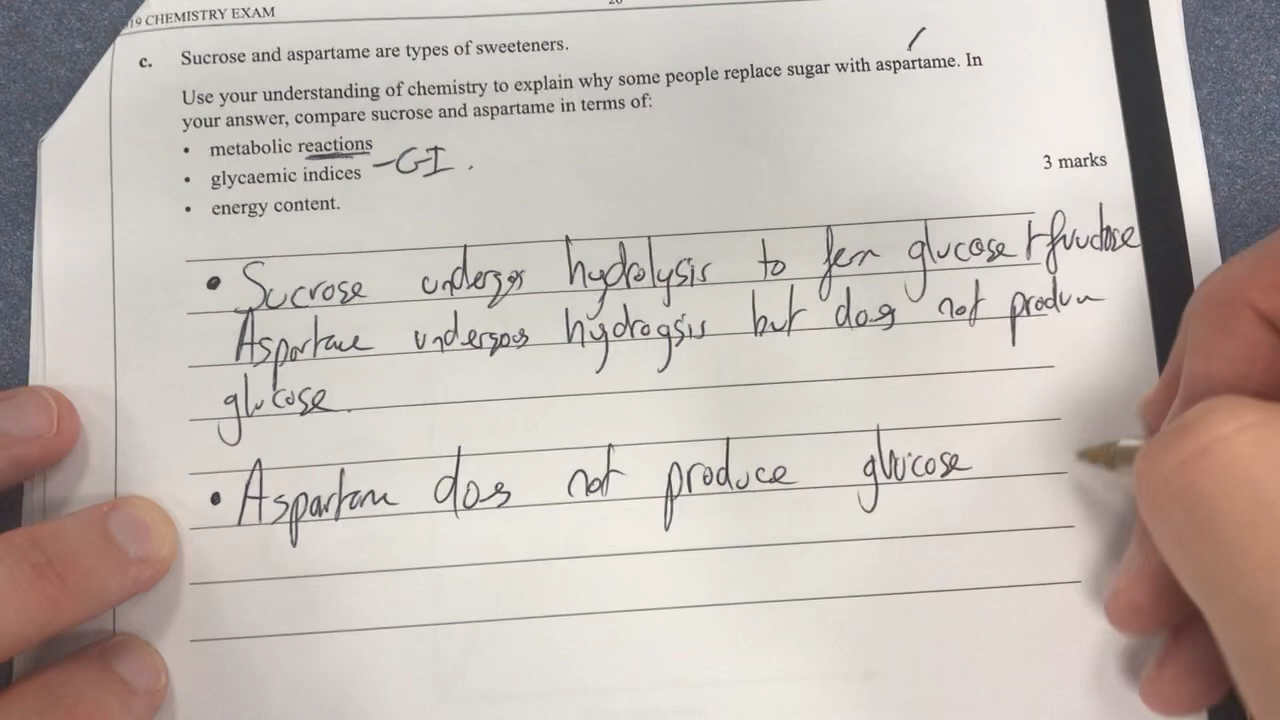 19 CHEMISTRY EXAM
c. Sucrose and aspartame are types of sweeteners.
Use your understanding of chemistry to explain why some people replace sugar with aspartame. In
your answer, compare sucrose and aspartame in terms of:
• metabolic reactions
• glycaemic indices – GI.
• energy content.
3 marks
• Sucrose undergoes hydrolysis to form glucose + fructose
Aspartame undergoes hydrogsis but does not produce
glucose.
• Aspartame does not produce glucose